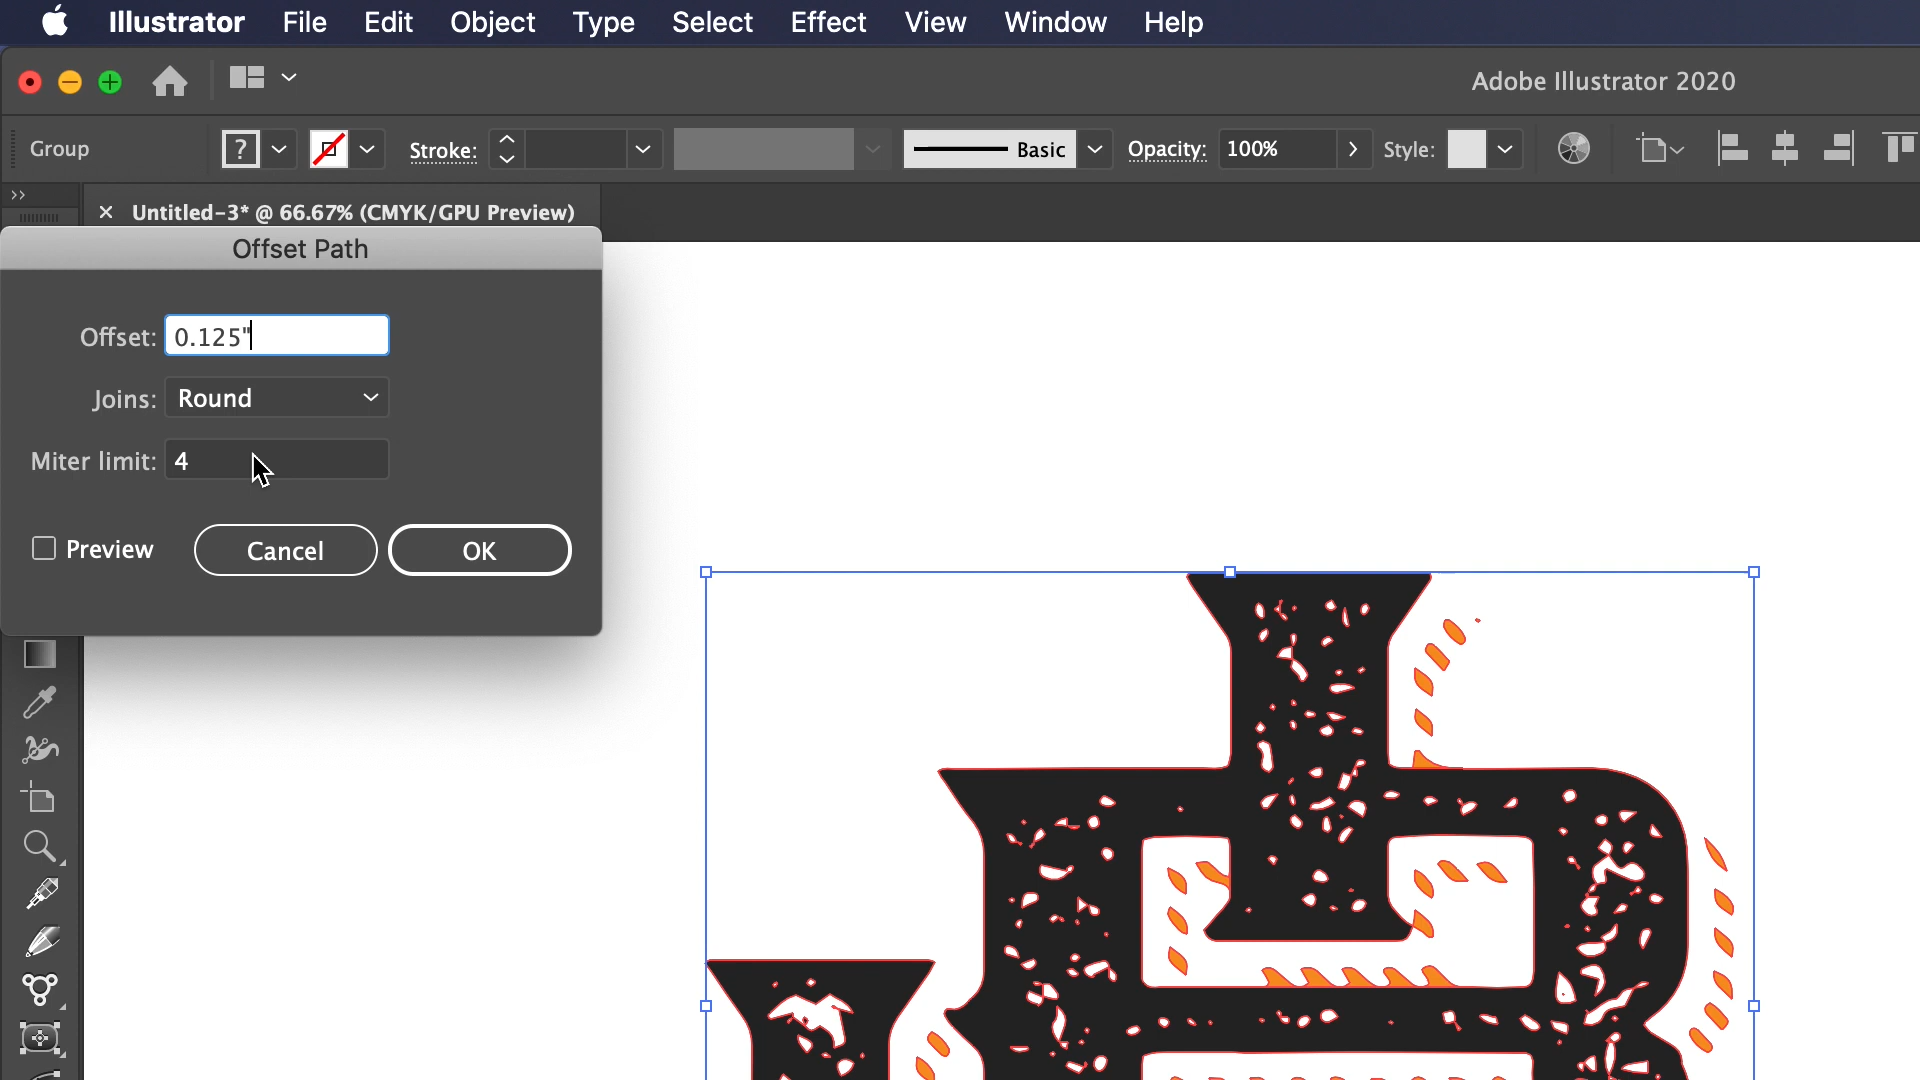 Illustrator File Edit Object Type Select Effect View Window Help
Adobe Illustrator 2020
Group ? Stroke: Basic Opacity: 100% Style:
>> × Untitled-3* @ 66.67% (CMYK/GPU Preview)
Offset Path
Offset: 0.125"
Joins: Round
Miter limit: 4
Preview Cancel OK